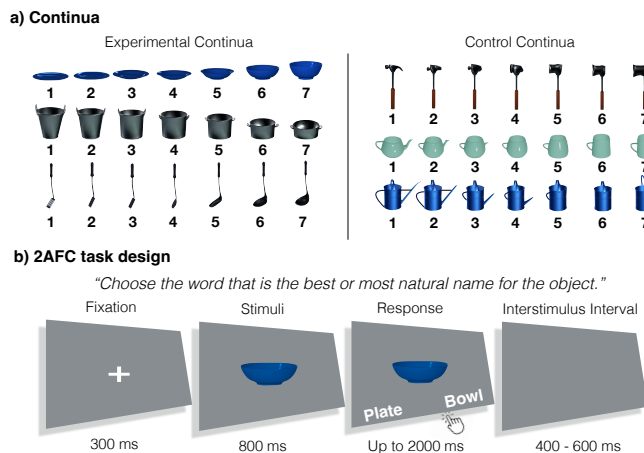 a) Continua
Experimental Continua
Control Continua
1 2 3 4 5 6 7
1 2 3 4 5 6 7
1 2 3 4 5 6 7
1 2 3 4 5 6 7
1 2 3 4 5 6 7
1 2 3 4 5 6 7
b) 2AFC task design
“Choose the word that is the best or most natural name for the object.”
Fixation Stimuli Response Interstimulus Interval
Plate Bowl
300 ms 800 ms Up to 2000 ms 400 - 600 ms